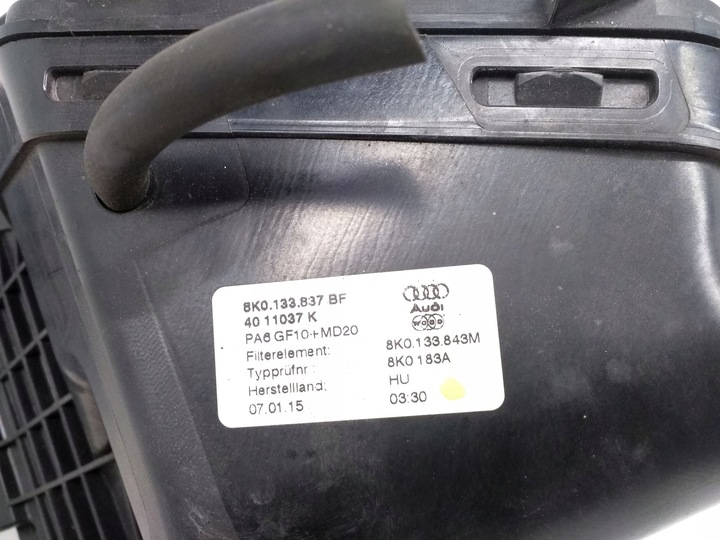 8K0.133.837 BF
40 11037 K
Audi
PA6 GF10+MD20
Filterelement: 8K0.133.843M
Typprüfnr.: 8K0 183A
Herstellland: HU
07.01.15 03:30